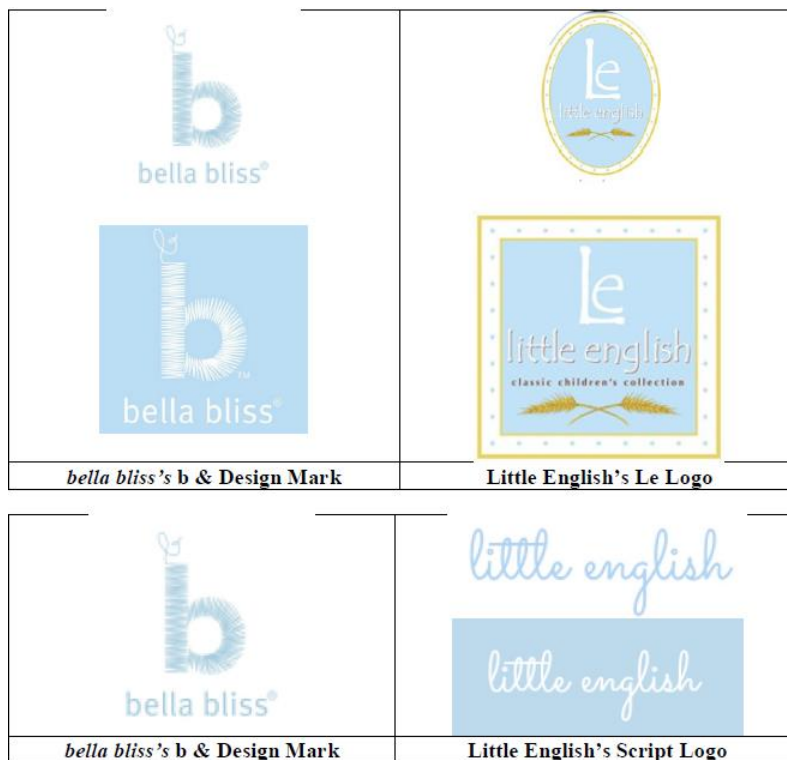 b
bella bliss®
Le
little english
b™
bella bliss®
Le
little english
classic children's collection
bella bliss's b & Design Mark
Little English's Le Logo
b
bella bliss®
little english
little english
bella bliss's b & Design Mark
Little English's Script Logo